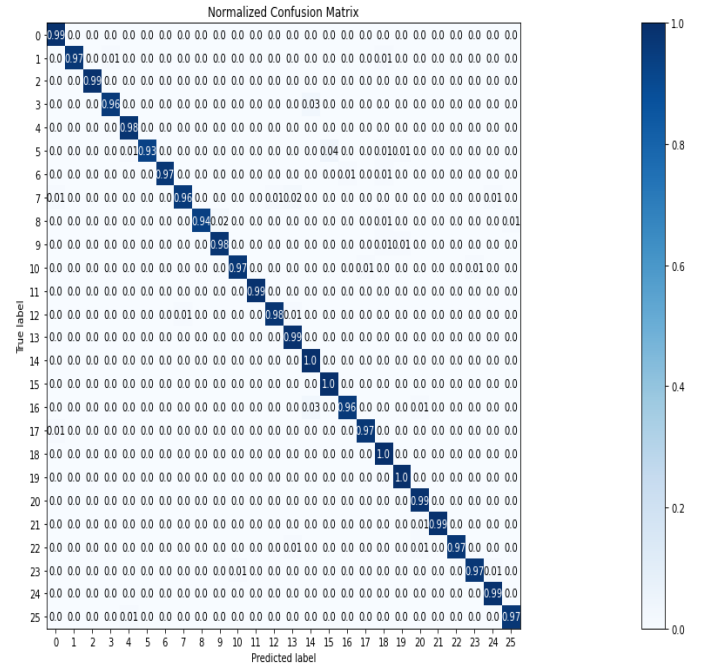 Normalized Confusion Matrix
0 0.99 0.0 0.0 0.0 0.0 0.0 0.0 0.0 0.0 0.0 0.0 0.0 0.0 0.0 0.0 0.0 0.0 0.0 0.0 0.0 0.0 0.0 0.0 0.0 0.0 0.0
1 0.0 0.97 0.0 0.01 0.0 0.0 0.0 0.0 0.0 0.0 0.0 0.0 0.0 0.0 0.0 0.0 0.0 0.0 0.01 0.0 0.0 0.0 0.0 0.0 0.0 0.0
2 0.0 0.0 0.99 0.0 0.0 0.0 0.0 0.0 0.0 0.0 0.0 0.0 0.0 0.0 0.0 0.0 0.0 0.0 0.0 0.0 0.0 0.0 0.0 0.0 0.0 0.0
3 0.0 0.0 0.0 0.96 0.0 0.0 0.0 0.0 0.0 0.0 0.0 0.0 0.0 0.0 0.03 0.0 0.0 0.0 0.0 0.0 0.0 0.0 0.0 0.0 0.0 0.0
4 0.0 0.0 0.0 0.0 0.98 0.0 0.0 0.0 0.0 0.0 0.0 0.0 0.0 0.0 0.0 0.0 0.0 0.0 0.0 0.0 0.0 0.0 0.0 0.0 0.0 0.0
5 0.0 0.0 0.0 0.0 0.01 0.93 0.0 0.0 0.0 0.0 0.0 0.0 0.0 0.0 0.0 0.04 0.0 0.0 0.01 0.01 0.0 0.0 0.0 0.0 0.0 0.0
6 0.0 0.0 0.0 0.0 0.0 0.0 0.97 0.0 0.0 0.0 0.0 0.0 0.0 0.0 0.0 0.0 0.01 0.0 0.01 0.0 0.0 0.0 0.0 0.0 0.0 0.0
7 0.01 0.0 0.0 0.0 0.0 0.0 0.0 0.96 0.0 0.0 0.0 0.0 0.01 0.02 0.0 0.0 0.0 0.0 0.0 0.0 0.0 0.0 0.0 0.0 0.01 0.0
8 0.0 0.0 0.0 0.0 0.0 0.0 0.0 0.0 0.94 0.02 0.0 0.0 0.0 0.0 0.0 0.0 0.0 0.0 0.01 0.0 0.0 0.0 0.0 0.0 0.0 0.01
9 0.0 0.0 0.0 0.0 0.0 0.0 0.0 0.0 0.0 0.98 0.0 0.0 0.0 0.0 0.0 0.0 0.0 0.0 0.01 0.01 0.0 0.0 0.0 0.0 0.0 0.0
10 0.0 0.0 0.0 0.0 0.0 0.0 0.0 0.0 0.0 0.0 0.97 0.0 0.0 0.0 0.0 0.0 0.0 0.01 0.0 0.0 0.0 0.0 0.0 0.01 0.0 0.0
11 0.0 0.0 0.0 0.0 0.0 0.0 0.0 0.0 0.0 0.0 0.0 0.99 0.0 0.0 0.0 0.0 0.0 0.0 0.0 0.0 0.0 0.0 0.0 0.0 0.0 0.0
12 0.0 0.0 0.0 0.0 0.0 0.0 0.0 0.01 0.0 0.0 0.0 0.0 0.98 0.01 0.0 0.0 0.0 0.0 0.0 0.0 0.0 0.0 0.0 0.0 0.0 0.0
13 0.0 0.0 0.0 0.0 0.0 0.0 0.0 0.0 0.0 0.0 0.0 0.0 0.0 0.99 0.0 0.0 0.0 0.0 0.0 0.0 0.0 0.0 0.0 0.0 0.0 0.0
14 0.0 0.0 0.0 0.0 0.0 0.0 0.0 0.0 0.0 0.0 0.0 0.0 0.0 0.0 1.0 0.0 0.0 0.0 0.0 0.0 0.0 0.0 0.0 0.0 0.0 0.0
15 0.0 0.0 0.0 0.0 0.0 0.0 0.0 0.0 0.0 0.0 0.0 0.0 0.0 0.0 0.0 1.0 0.0 0.0 0.0 0.0 0.0 0.0 0.0 0.0 0.0 0.0
16 0.0 0.0 0.0 0.0 0.0 0.0 0.0 0.0 0.0 0.0 0.0 0.0 0.0 0.0 0.03 0.0 0.96 0.0 0.0 0.0 0.01 0.0 0.0 0.0 0.0 0.0
17 0.01 0.0 0.0 0.0 0.0 0.0 0.0 0.0 0.0 0.0 0.0 0.0 0.0 0.0 0.0 0.0 0.0 0.97 0.0 0.0 0.0 0.0 0.0 0.0 0.0 0.0
18 0.0 0.0 0.0 0.0 0.0 0.0 0.0 0.0 0.0 0.0 0.0 0.0 0.0 0.0 0.0 0.0 0.0 0.0 1.0 0.0 0.0 0.0 0.0 0.0 0.0 0.0
19 0.0 0.0 0.0 0.0 0.0 0.0 0.0 0.0 0.0 0.0 0.0 0.0 0.0 0.0 0.0 0.0 0.0 0.0 0.0 1.0 0.0 0.0 0.0 0.0 0.0 0.0
20 0.0 0.0 0.0 0.0 0.0 0.0 0.0 0.0 0.0 0.0 0.0 0.0 0.0 0.0 0.0 0.0 0.0 0.0 0.0 0.0 0.99 0.0 0.0 0.0 0.0 0.0
21 0.0 0.0 0.0 0.0 0.0 0.0 0.0 0.0 0.0 0.0 0.0 0.0 0.0 0.0 0.0 0.0 0.0 0.0 0.0 0.0 0.01 0.99 0.0 0.0 0.0 0.0
22 0.0 0.0 0.0 0.0 0.0 0.0 0.0 0.0 0.0 0.0 0.0 0.0 0.0 0.01 0.0 0.0 0.0 0.0 0.0 0.0 0.01 0.0 0.97 0.0 0.0 0.0
23 0.0 0.0 0.0 0.0 0.0 0.0 0.0 0.0 0.0 0.0 0.01 0.0 0.0 0.0 0.0 0.0 0.0 0.0 0.0 0.0 0.0 0.0 0.0 0.97 0.01 0.0
24 0.0 0.0 0.0 0.0 0.0 0.0 0.0 0.0 0.0 0.0 0.0 0.0 0.0 0.0 0.0 0.0 0.0 0.0 0.0 0.0 0.0 0.0 0.0 0.0 0.99 0.0
25 0.0 0.0 0.0 0.0 0.01 0.0 0.0 0.0 0.0 0.0 0.0 0.0 0.0 0.0 0.0 0.0 0.0 0.0 0.0 0.0 0.0 0.0 0.0 0.0 0.0 0.97
0 1 2 3 4 5 6 7 8 9 10 11 12 13 14 15 16 17 18 19 20 21 22 23 24 25
Predicted label
True label
1.0
0.8
0.6
0.4
0.2
0.0